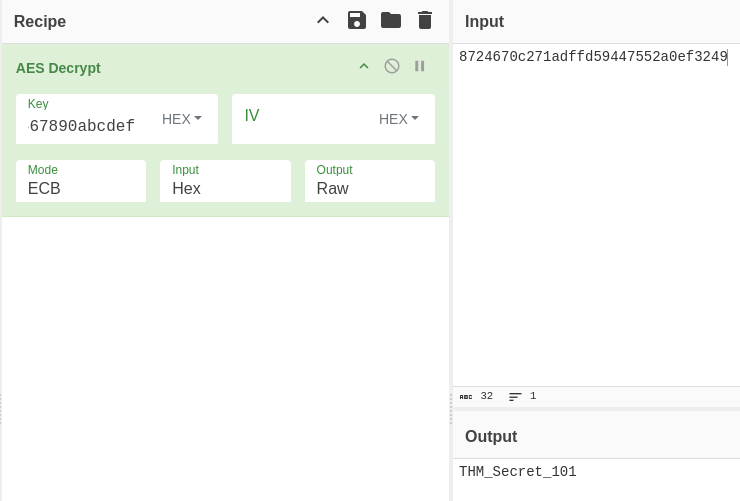 Recipe
AES Decrypt
Key
67890abcdef
HEX
IV
HEX
Mode
ECB
Input
Hex
Output
Raw
Input
8724670c271adffd59447552a0ef3249
ABC 32 1
Output
THM_Secret_101